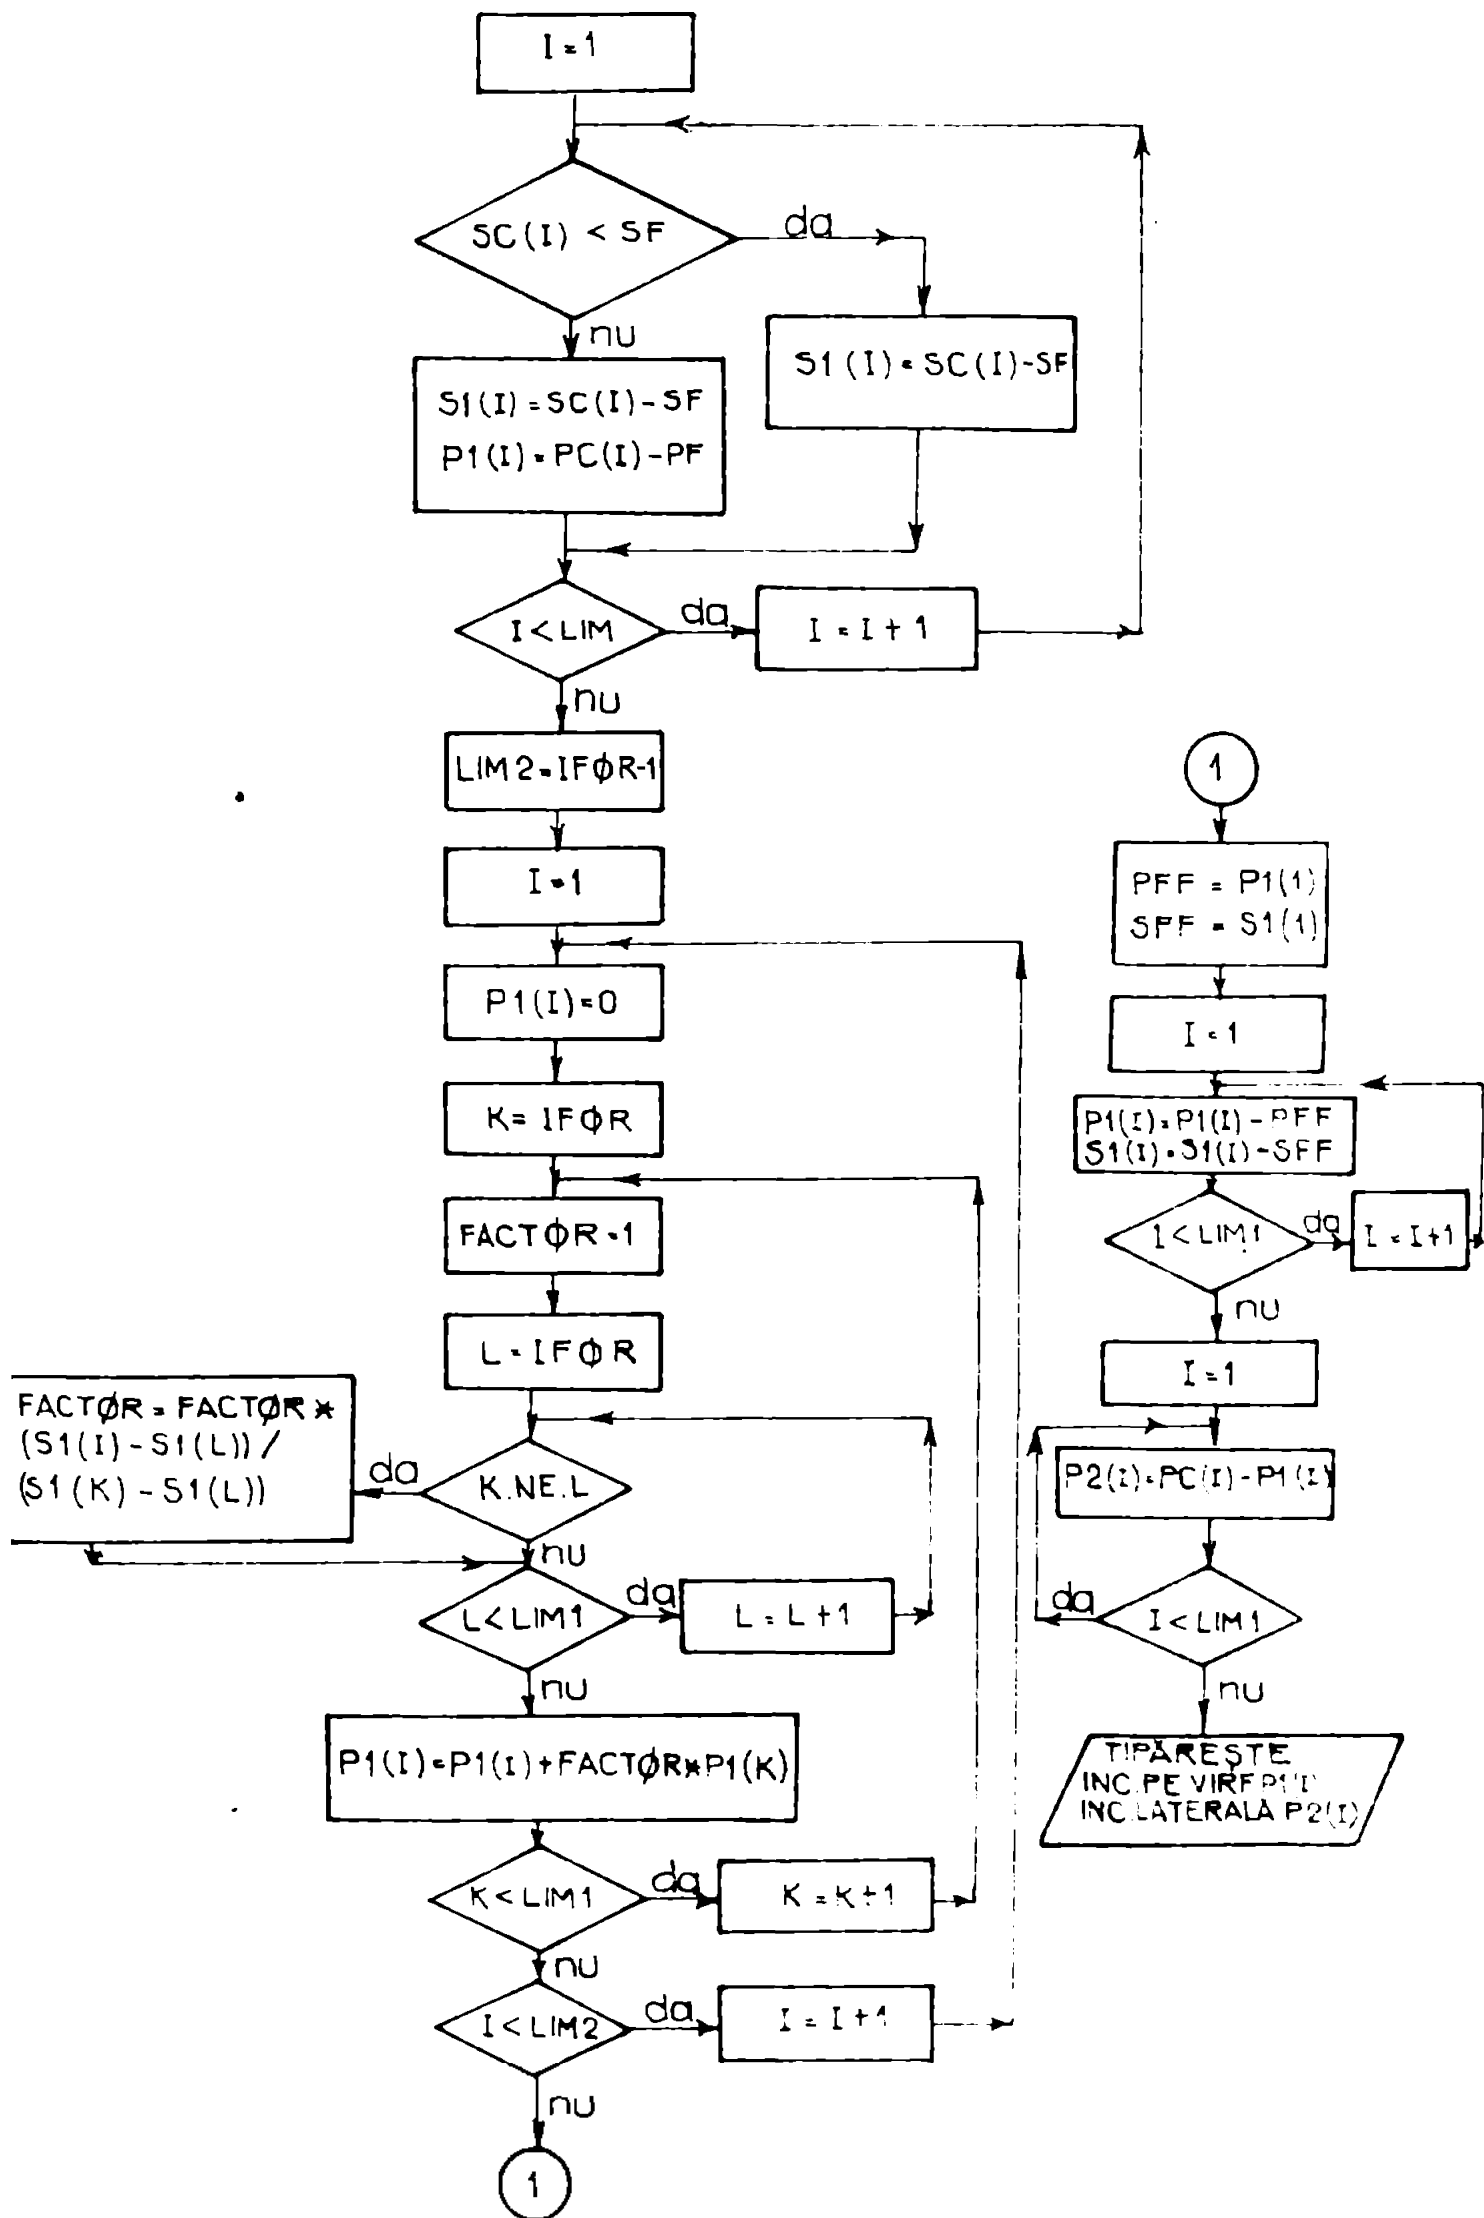 I = 1
SC(I) < SF
da
nu
S1(I) = SC(I) - SF
S1(I) = SC(I) - SF
P1(I) = PC(I) - PF
I < LIM
da
I = I + 1
nu
LIM2 = IFØR-1
I = 1
P1(I) = 0
K = IFØR
FACTØR = 1
L = IFØR
FACTØR = FACTØR *
(S1(I) - S1(L)) /
(S1(K) - S1(L))
da
K.NE.L
nu
L < LIM1
da
L = L + 1
nu
P1(I) = P1(I) + FACTØR * P1(K)
K < LIM1
da
K = K + 1
nu
I < LIM2
da
I = I + 1
nu
1
1
PFF = P1(1)
SFF = S1(1)
I = 1
P1(I) = P1(I) - PFF
S1(I) = S1(I) - SFF
I < LIM1
da
I = I + 1
nu
I = 1
P2(I) = PC(I) - P1(I)
da
I < LIM1
nu
TIPĂREȘTE
INC.PE VIRF P1(I)
INC.LATERALĂ P2(I)